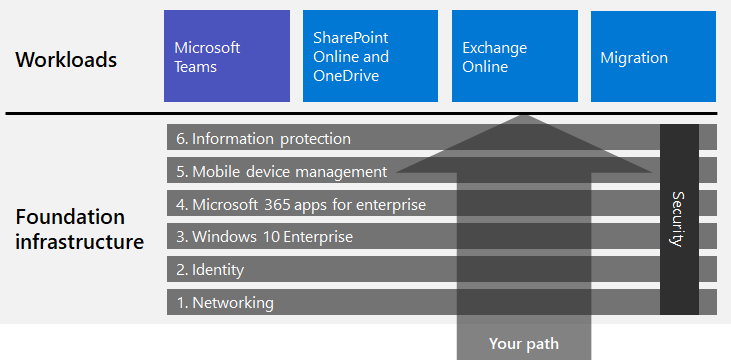 Workloads
Microsoft
Teams
SharePoint
Online and
OneDrive
Exchange
Online
Migration
Foundation
infrastructure
6. Information protection
5. Mobile device management
4. Microsoft 365 apps for enterprise
3. Windows 10 Enterprise
2. Identity
1. Networking
Security
Your path